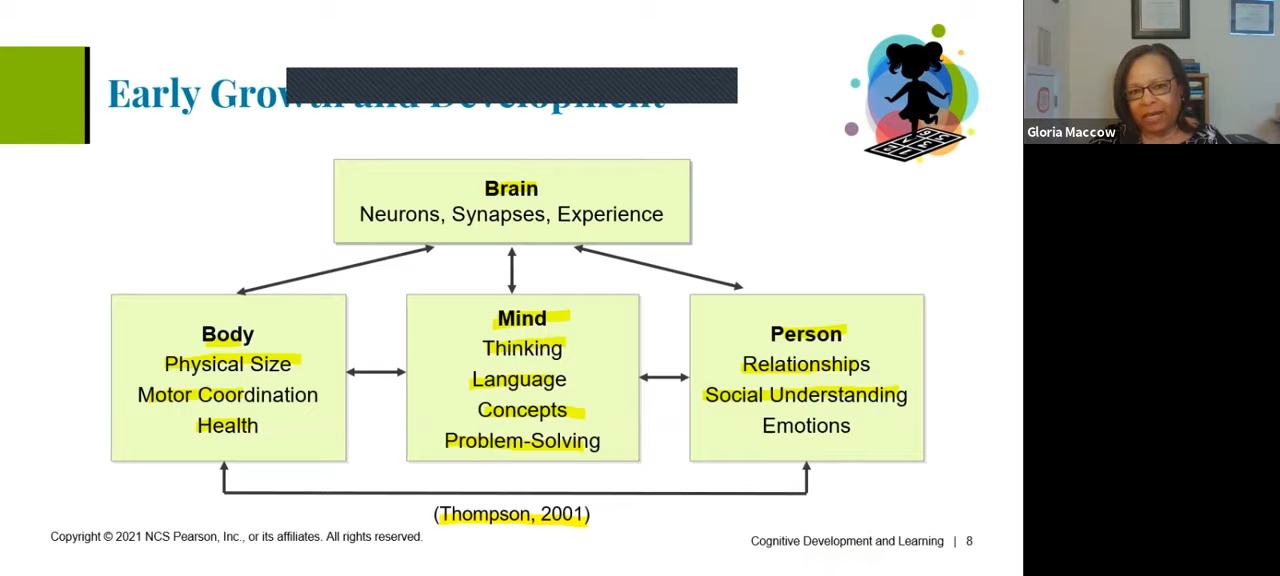 Early Growth and Development
Gloria Maccow
Brain
Neurons, Synapses, Experience
Body
Physical Size
Motor Coordination
Health
Mind
Thinking
Language
Concepts
Problem-Solving
Person
Relationships
Social Understanding
Emotions
(Thompson, 2001)
Copyright © 2021 NCS Pearson, Inc., or its affiliates. All rights reserved.
Cognitive Development and Learning | 8